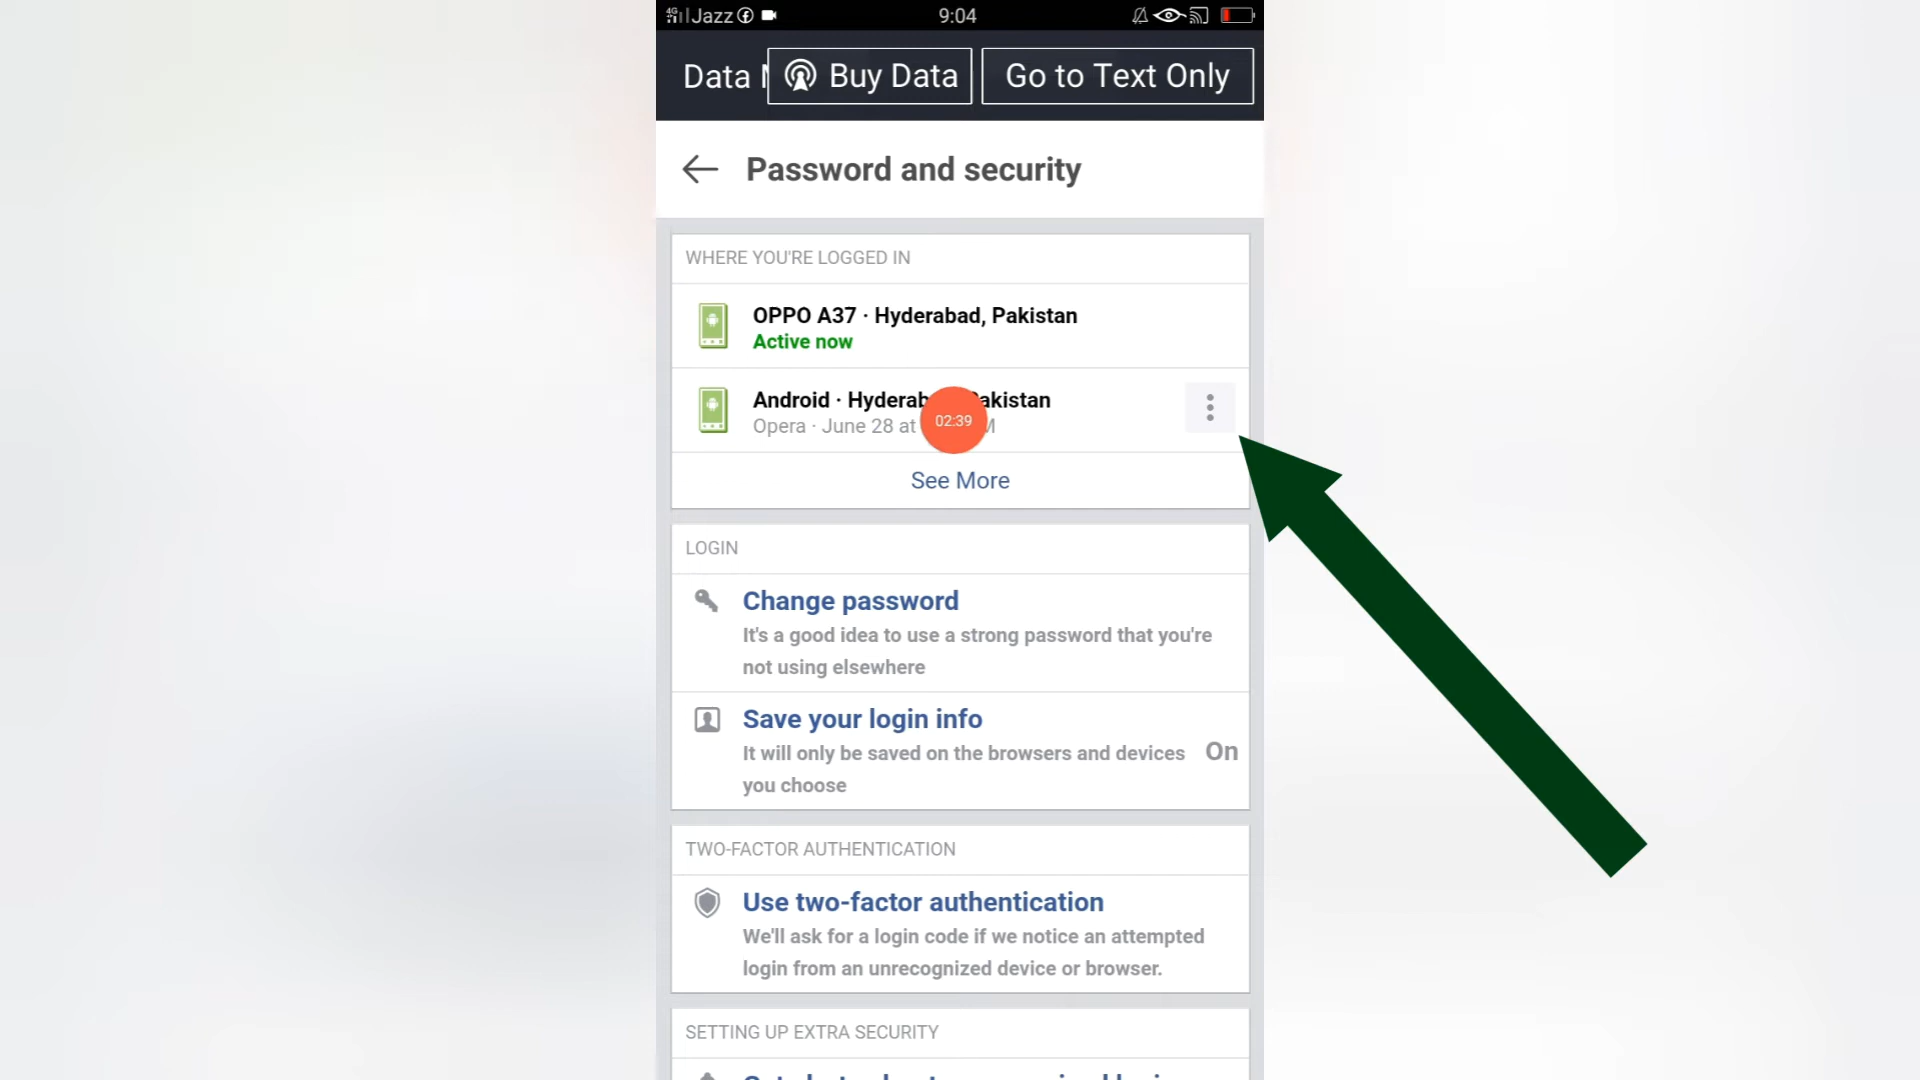 4G Jazz 9:04
Data Buy Data Go to Text Only
Password and security
WHERE YOU'RE LOGGED IN
OPPO A37 · Hyderabad, Pakistan
Active now
Android · Hyderab akistan
Opera · June 28 at M
02:39
See More
LOGIN
Change password
It's a good idea to use a strong password that you're
not using elsewhere
Save your login info
It will only be saved on the browsers and devices On
you choose
TWO-FACTOR AUTHENTICATION
Use two-factor authentication
We'll ask for a login code if we notice an attempted
login from an unrecognized device or browser.
SETTING UP EXTRA SECURITY